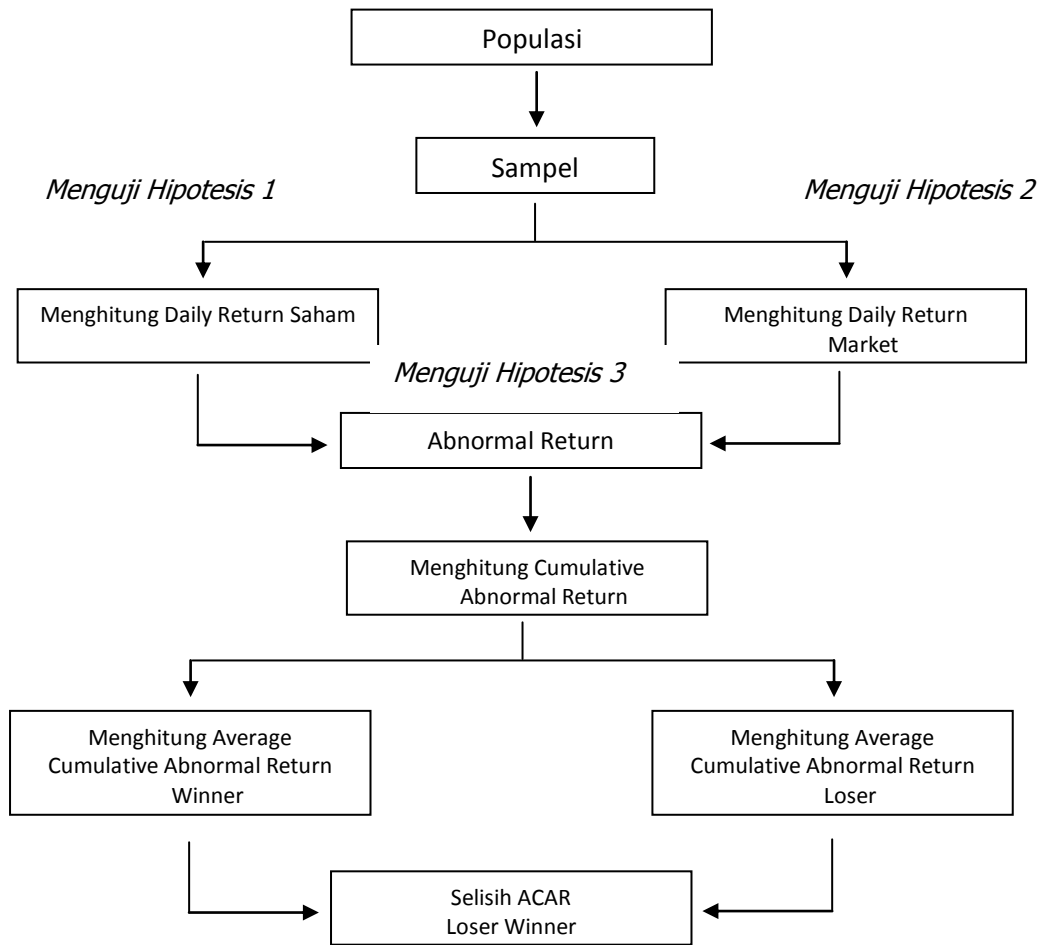 Populasi
Sampel
Menguji Hipotesis 1
Menguji Hipotesis 2
Menghitung Daily Return Saham
Menghitung Daily Return
Market
Menguji Hipotesis 3
Abnormal Return
Menghitung Cumulative
Abnormal Return
Menghitung Average
Cumulative Abnormal Return
Winner
Menghitung Average
Cumulative Abnormal Return
Loser
Selisih ACAR
Loser Winner